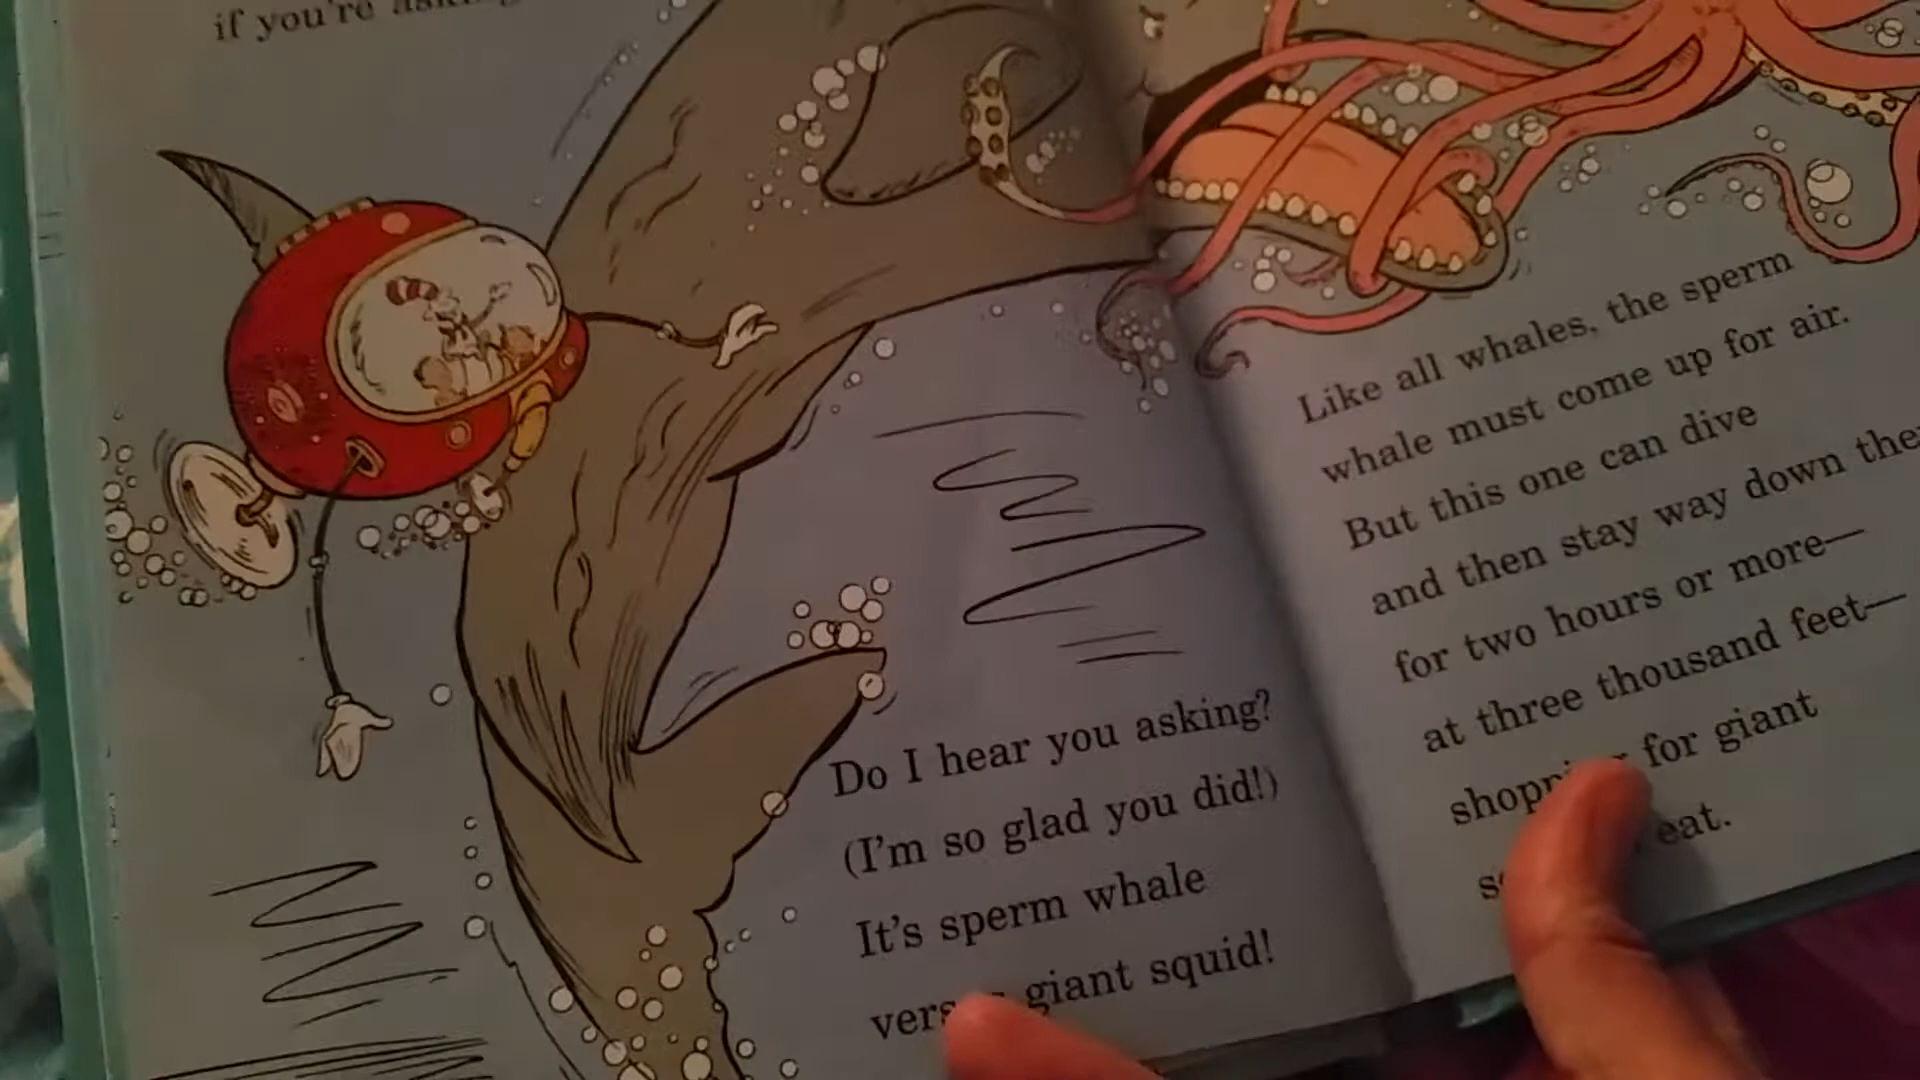 if you're
Do I hear you asking?
(I'm so glad you did!)
It's sperm whale
giant squid!
Like all whales, the sperm
whale must come up for air.
But this one can dive
and then stay way down
for two hours or more—
at three thousand feet—
for giant
eat.